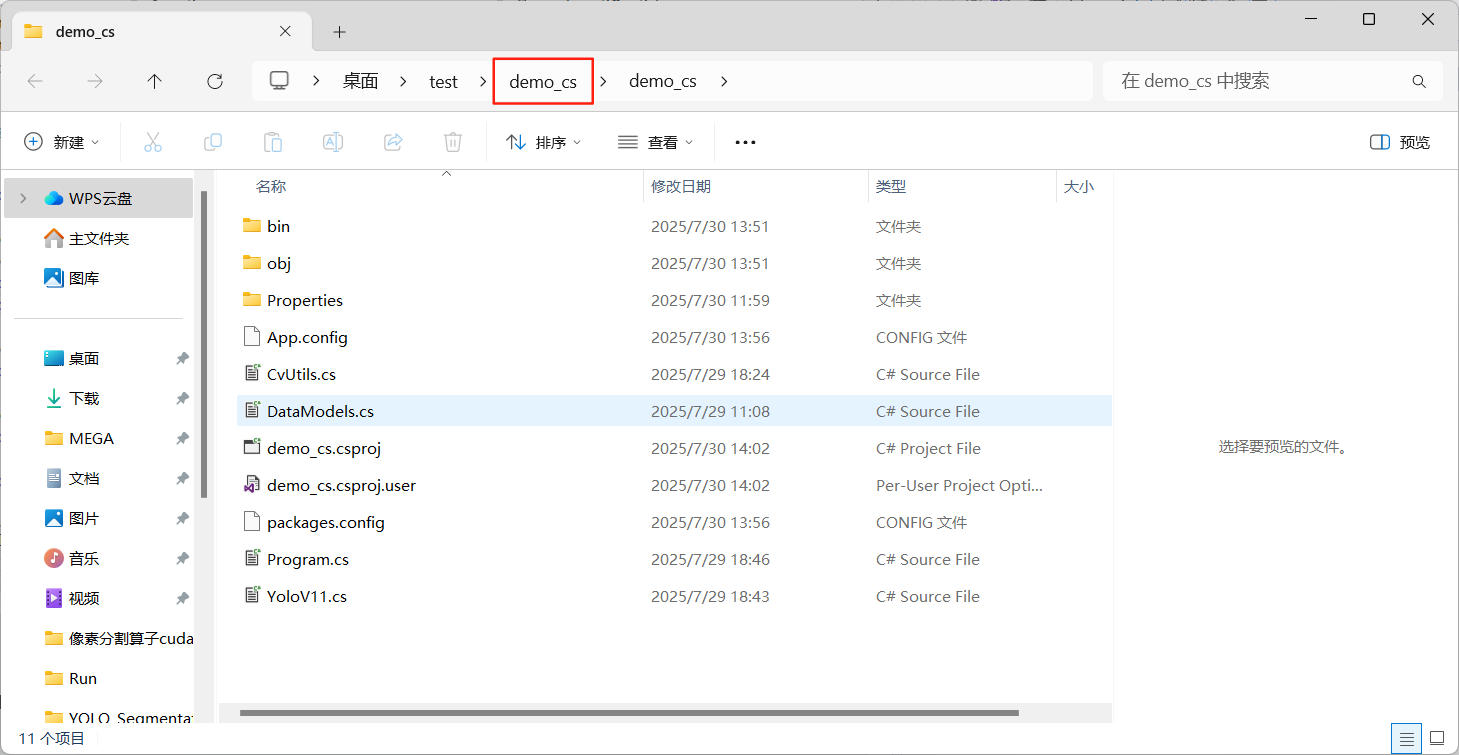 demo_cs
桌面 test demo_cs demo_cs 在 demo_cs 中搜索
新建 排序 查看 预览
名称 修改日期 类型 大小
WPS云盘
主文件夹
图库
桌面
下载
MEGA
文档
图片
音乐
视频
像素分割算子cuda
Run
YOLO_Segmenta
bin 2025/7/30 13:51 文件夹
obj 2025/7/30 13:51 文件夹
Properties 2025/7/30 11:59 文件夹
App.config 2025/7/30 13:56 CONFIG 文件
CvUtils.cs 2025/7/29 18:24 C# Source File
DataModels.cs 2025/7/29 11:08 C# Source File
demo_cs.csproj 2025/7/30 14:02 C# Project File
demo_cs.csproj.user 2025/7/30 14:02 Per-User Project Opti...
packages.config 2025/7/30 13:56 CONFIG 文件
Program.cs 2025/7/29 18:46 C# Source File
YoloV11.cs 2025/7/29 18:43 C# Source File
选择要预览的文件。
11 个项目